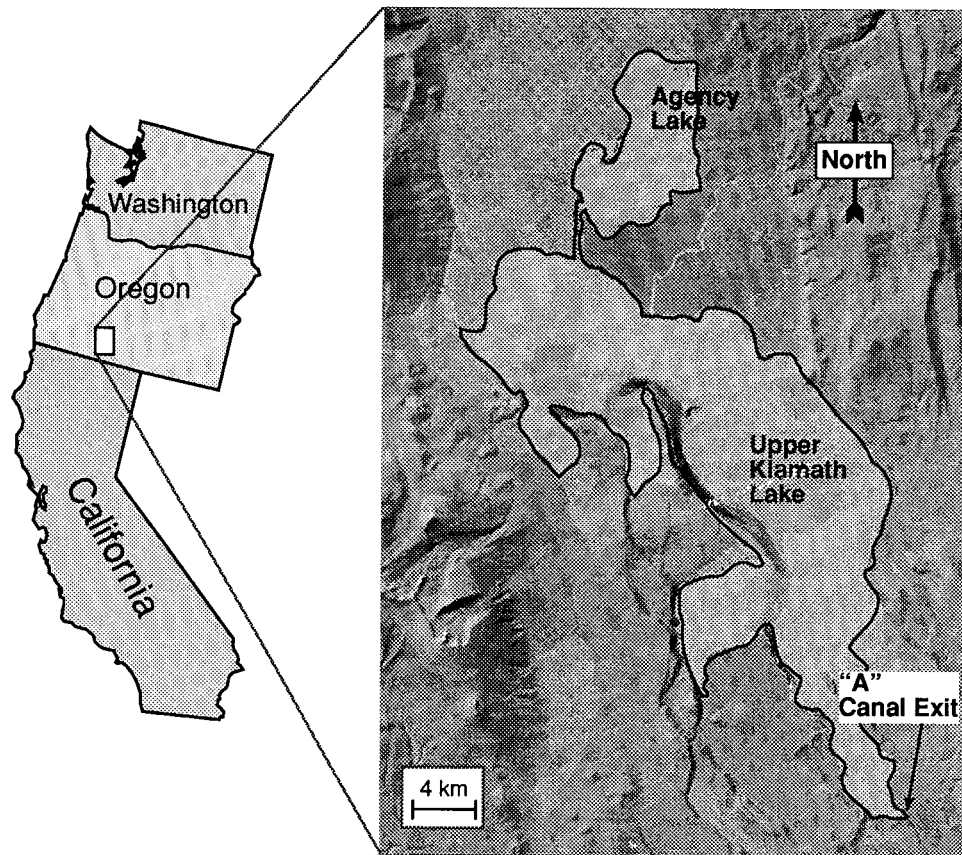 Washington
Oregon
California
Agency
Lake
North
Upper
Klamath
Lake
"A"
Canal Exit
4 km